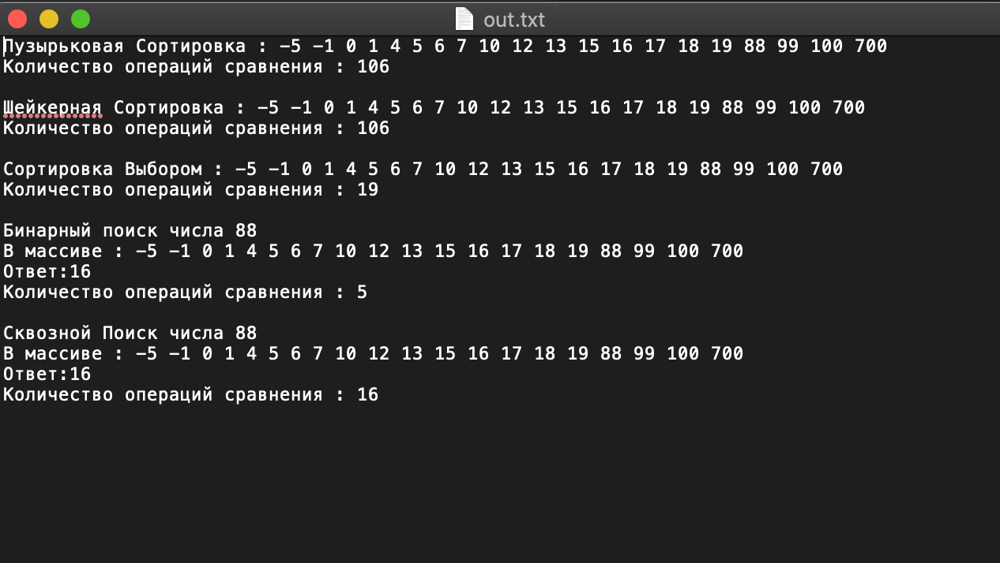 out.txt
Пузырьковая Сортировка : -5 -1 0 1 4 5 6 7 10 12 13 15 16 17 18 19 88 99 100 700
Количество операций сравнения : 106
Шейкерная Сортировка : -5 -1 0 1 4 5 6 7 10 12 13 15 16 17 18 19 88 99 100 700
Количество операций сравнения : 106
Сортировка Выбором : -5 -1 0 1 4 5 6 7 10 12 13 15 16 17 18 19 88 99 100 700
Количество операций сравнения : 19
Бинарный поиск числа 88
В массиве : -5 -1 0 1 4 5 6 7 10 12 13 15 16 17 18 19 88 99 100 700
Ответ:16
Количество операций сравнения : 5
Сквозной Поиск числа 88
В массиве : -5 -1 0 1 4 5 6 7 10 12 13 15 16 17 18 19 88 99 100 700
Ответ:16
Количество операций сравнения : 16